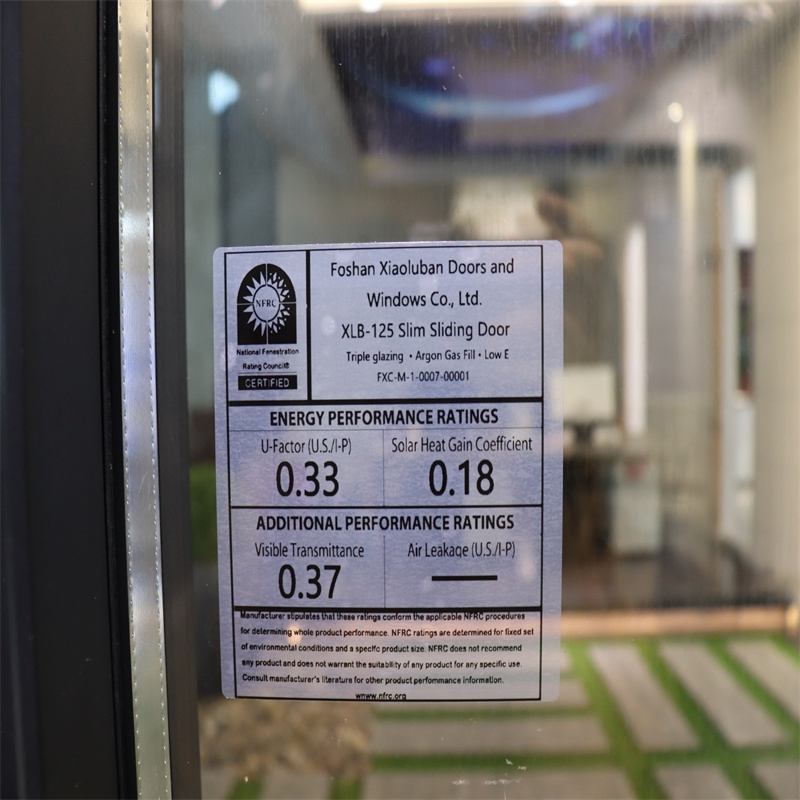 Foshan Xiaoluban Doors and
Windows Co., Ltd.
XLB-125 Slim Sliding Door
Triple glazing • Argon Gas Fill • Low E
FXC-M-1-0007-00001
NFRC
National Fenestration
Rating Council®
CERTIFIED
ENERGY PERFORMANCE RATINGS
U-Factor (U.S./I-P)
0.33
Solar Heat Gain Coefficient
0.18
ADDITIONAL PERFORMANCE RATINGS
Visible Transmittance
0.37
Air Leakage (U.S./I-P)
—
Manufacturer stipulates that these ratings conform the applicable NFRC procedures
for determining whole product performance. NFRC ratings are determined for fixed set
of environmental conditions and a specifc product size. NFRC does not recommend
any product and does not warrant the suitability of any product for any specific use.
Consult manufacturer's literature for other product performance information.
wnww.nfrc.org